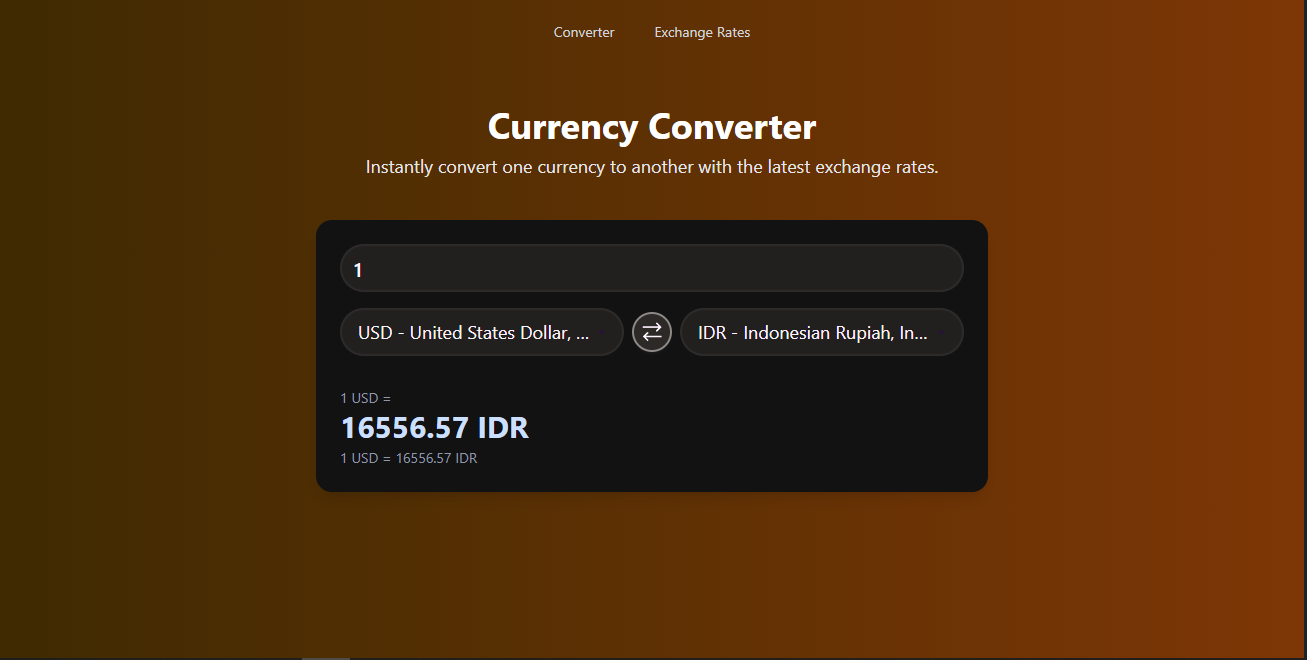 Converter Exchange Rates
Currency Converter
Instantly convert one currency to another with the latest exchange rates.
1
USD - United States Dollar, ... IDR - Indonesian Rupiah, In...
1 USD =
16556.57 IDR
1 USD = 16556.57 IDR